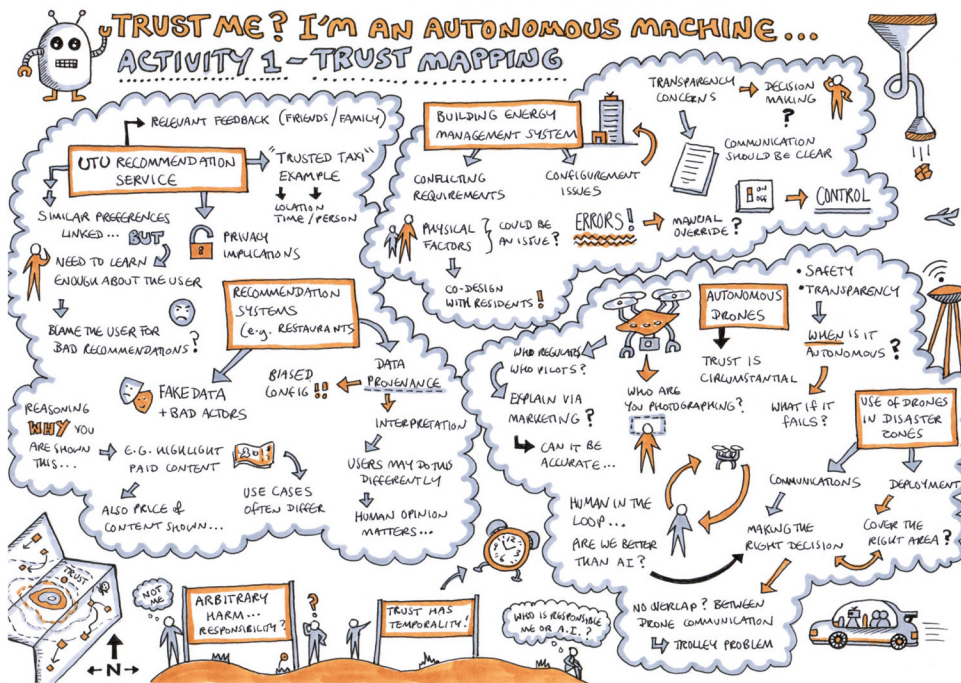 TRUST ME? I'M AN AUTONOMOUS MACHINE...
ACTIVITY 1 - TRUST MAPPING
RELEVANT FEEDBACK (FRIENDS/FAMILY)
UTU RECOMMENDATION
SERVICE
"TRUSTED TAXI"
EXAMPLE
LOCATION
TIME/PERSON
SIMILAR PREFERENCES
LINKED... BUT
NEED TO LEARN
ENOUGH ABOUT THE USER
PRIVACY
IMPLICATIONS
BLAME THE USER FOR
BAD RECOMMENDATIONS?
RECOMMENDATION
SYSTEMS
(e.g. RESTAURANTS
FAKE DATA
+ BAD ACTORS
BIASED
CONFIG!!
DATA
PROVENANCE
INTERPRETATION
USERS MAY DO THIS
DIFFERENTLY
HUMAN OPINION
MATTERS...
REASONING
WHY YOU
ARE SHOWN
THIS...
E.G. HIGHLIGHT
PAID CONTENT
USE CASES
OFTEN DIFFER
ALSO PRICE of
CONTENT SHOWN...
BUILDING ENERGY
MANAGEMENT SYSTEM
CONFLICTING
REQUIREMENTS
CONFIGUREMENT
ISSUES
PHYSICAL
FACTORS
COULD BE
AN ISSUE?
CO-DESIGN
WITH RESIDENTS!
ERRORS!
MANUAL
OVERRIDE?
TRANSPARENCY
CONCERNS
DECISION
MAKING
?
COMMUNICATION
SHOULD BE CLEAR
ON
OFF
CONTROL
AUTONOMOUS
DRONES
• SAFETY
• TRANSPARENCY
WHEN IS IT
AUTONOMOUS?
WHAT IF IT
FAILS?
TRUST IS
CIRCUMSTANTIAL
WHO REGULATES
WHO PILOTS?
EXPLAIN VIA
MARKETING?
CAN IT BE
ACCURATE...
WHO ARE
YOU PHOTOGRAPHING?
HUMAN IN THE
LOOP...
ARE WE BETTER
THAN AI?
USE OF DRONES
IN DISASTER
ZONES
COMMUNICATIONS
DEPLOYMENT
MAKING THE
RIGHT DECISION
COVER THE
RIGHT AREA?
NO OVERLAP? BETWEEN
DRONE COMMUNICATION
TROLLEY PROBLEM
TRUST
N
NOT
ME
ARBITRARY
HARM...
RESPONSIBILITY?
?
TRUST HAS
TEMPORALITY!
WHO IS RESPONSIBLE
ME OR A.I.?